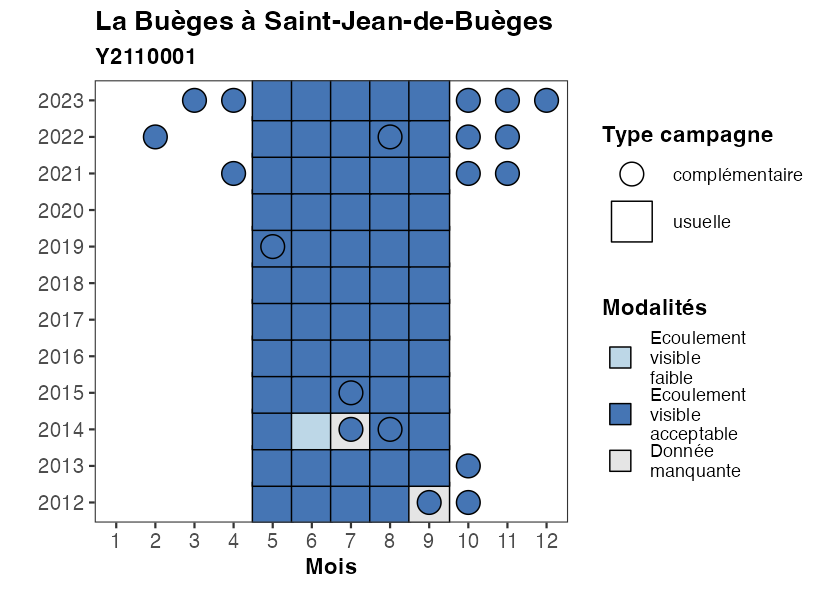 La Buèges à Saint-Jean-de-Buèges
Y2110001
2023
2022
2021
2020
2019
2018
2017
2016
2015
2014
2013
2012
1 2 3 4 5 6 7 8 9 10 11 12
Mois
Type campagne
complémentaire
usuelle
Modalités
Ecoulement
visible
faible
Ecoulement
visible
acceptable
Donnée
manquante